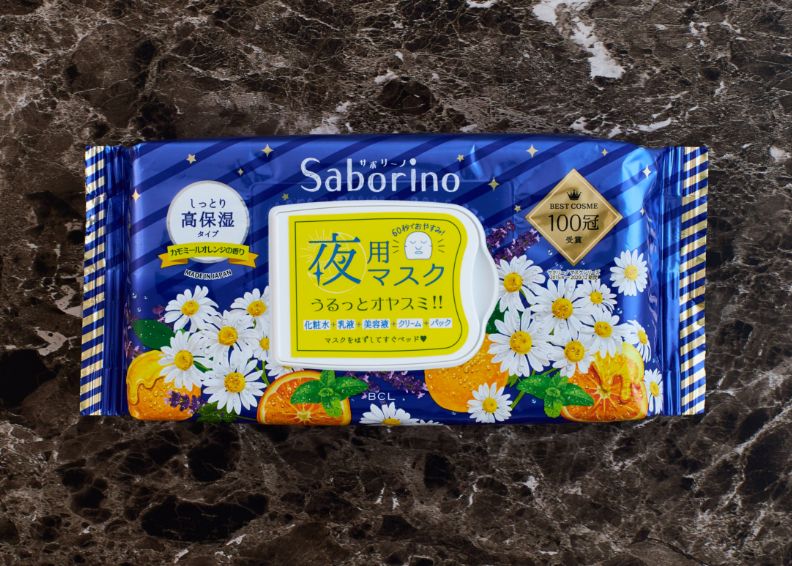 サボリーノ
Saborino
しっとり
高保湿
タイプ
カモミールオレンジの香り
MADE IN JAPAN
60秒でおやすみ!
夜用
マスク
うるっとオヤスミ!!
化粧水+乳液+美容液+クリーム+パック
マスクをはずしてすぐベッド♥
BEST COSME
100冠
受賞
BCL